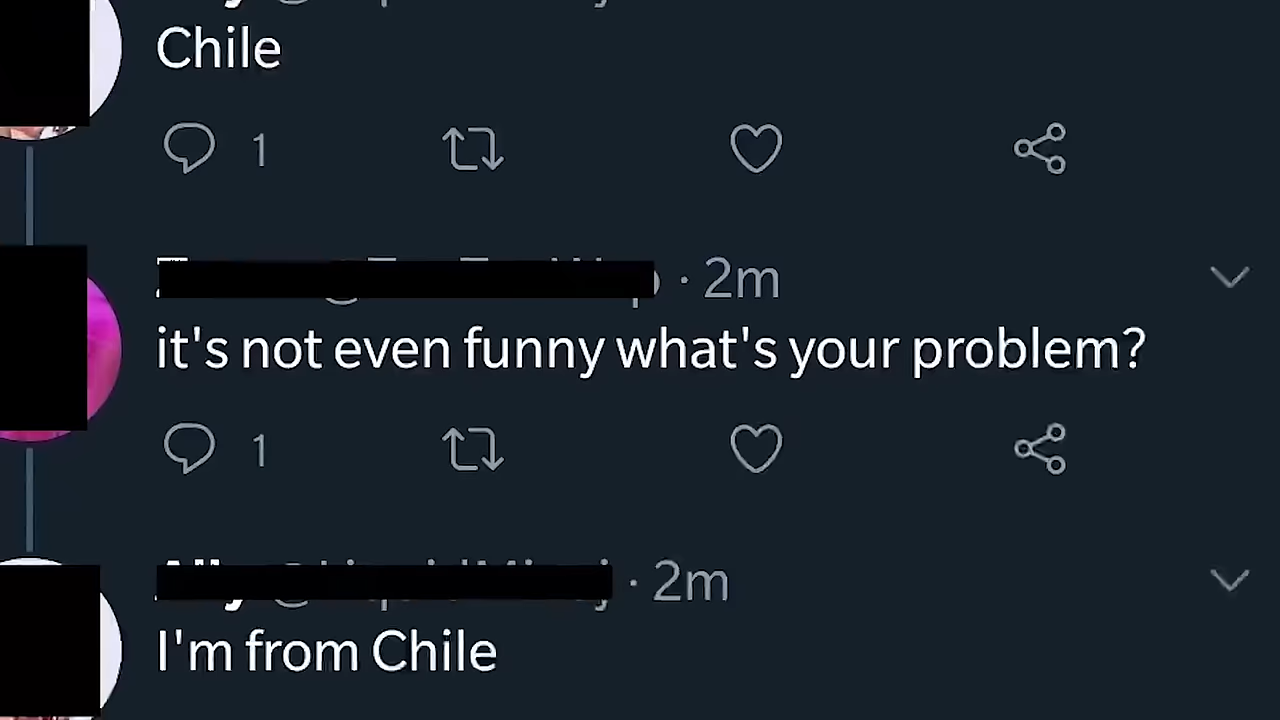 Chile
1
· 2m
it's not even funny what's your problem?
1
· 2m
I'm from Chile